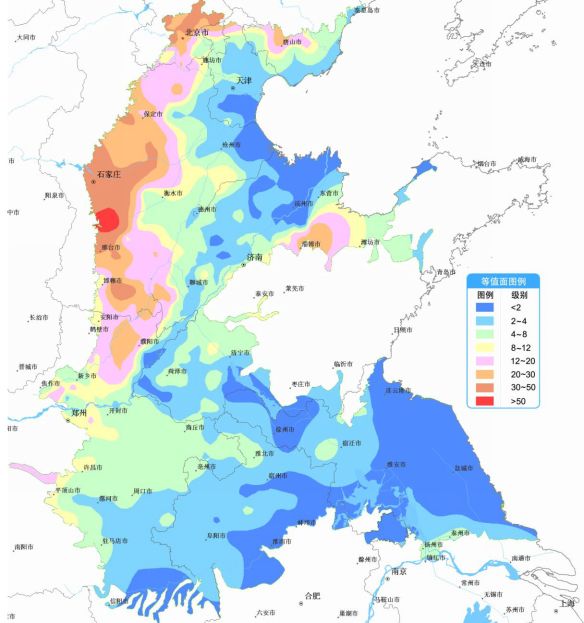 秦皇岛市
大同市
北京市
唐山市
廊坊市
大连市
天津
保定市
沧州市
石家庄
阳泉市
衡水市
德州市
东营市
滨州市
烟台市
威海市
邢台市
淄博市
潍坊市
济南
邯郸市
聊城市
泰安市
莱芜市
青岛市
长治市
安阳市
鹤壁市
濮阳市
日照市
晋城市
新乡市
焦作市
菏泽市
济宁市
临沂市
枣庄市
连云港市
郑州
开封市
商丘市
徐州市
宿迁市
许昌市
亳州市
淮北市
宿州市
淮安市
盐城市
平顶山市
漯河市
周口市
驻马店市
阜阳市
蚌埠市
淮南市
滁州市
扬州市
泰州市
镇江市
南通市
南阳市
信阳市
南京
常州市
无锡市
合肥
六安市
巢湖市
马鞍山市
苏州市
上海
等值面图例
图例 级别
<2
2~4
4~8
8~12
12~20
20~30
30~50
>50